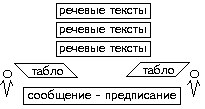 речевые тексты
речевые тексты
речевые тексты
табло табло
сообщение - предписание